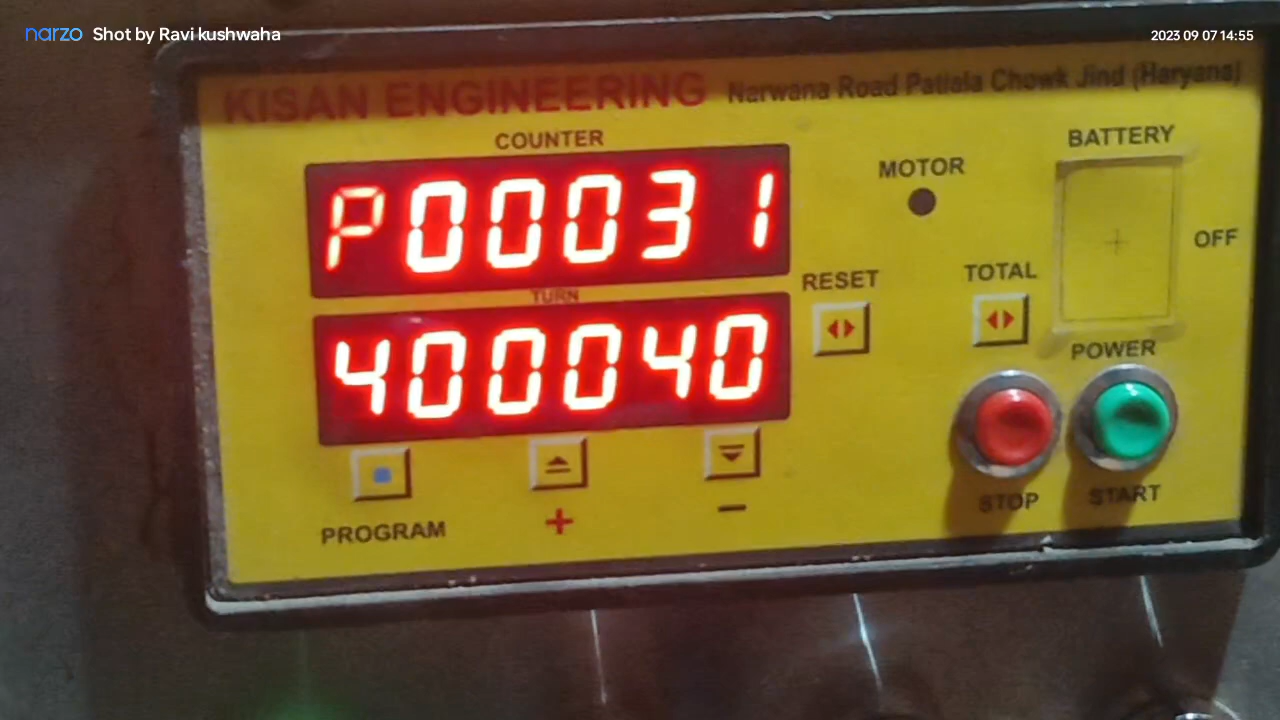 narzo Shot by Ravi kushwaha
2023 09 07 14:55
KISAN ENGINEERING Narwana Road Patiala Chowk Jind (Haryana)
COUNTER
P00031
TURN
400040
PROGRAM
+
−
MOTOR
RESET
TOTAL
BATTERY
OFF
POWER
STOP
START